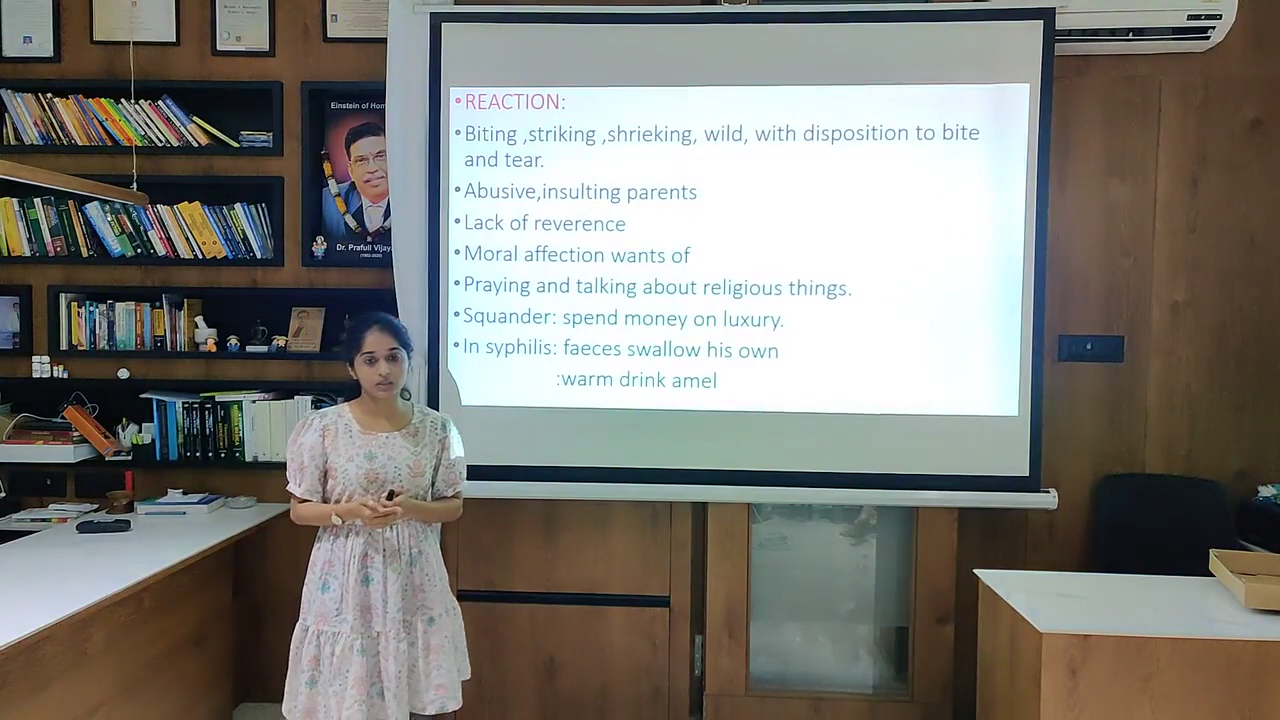 Einstein of Hom
Dr. Prafull Vijay
(1952-2020)
•REACTION:
•Biting ,striking ,shrieking, wild, with disposition to bite
and tear.
•Abusive,insulting parents
•Lack of reverence
•Moral affection wants of
•Praying and talking about religious things.
•Squander: spend money on luxury.
•In syphilis: faeces swallow his own
:warm drink amel